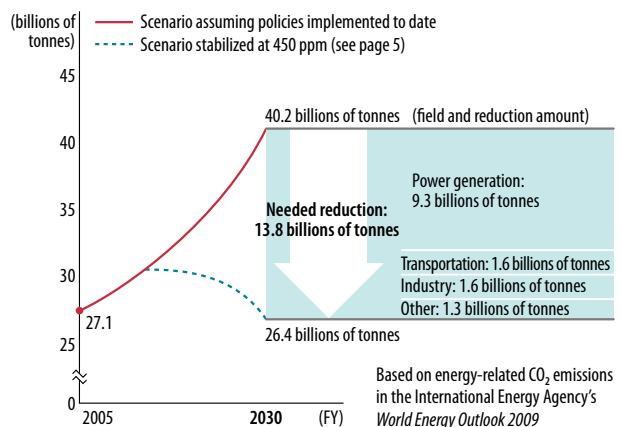 (billions of
tonnes)
Scenario assuming policies implemented to date
Scenario stabilized at 450 ppm (see page 5)
45
40
35
30
25
0
27.1
40.2 billions of tonnes
(field and reduction amount)
Needed reduction:
13.8 billions of tonnes
Power generation:
9.3 billions of tonnes
Transportation: 1.6 billions of tonnes
Industry: 1.6 billions of tonnes
Other: 1.3 billions of tonnes
26.4 billions of tonnes
2005
2030
(FY)
Based on energy-related CO₂ emissions
in the International Energy Agency's
World Energy Outlook 2009